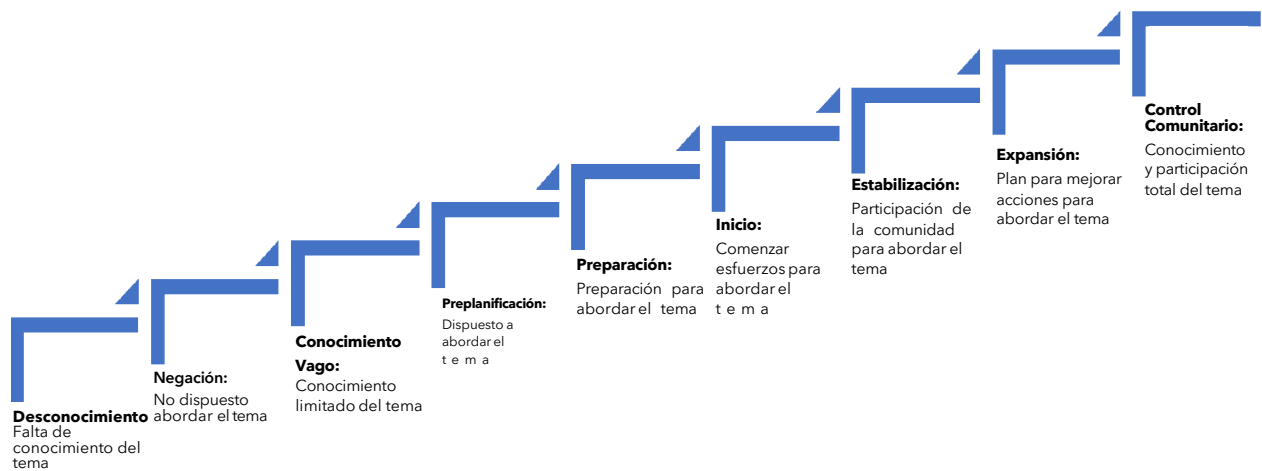 Desconocimiento
Falta de
conocimiento del
tema
Negación:
No dispuesto
abordar el tema
Conocimiento
Vago:
Conocimiento
limitado del tema
Preplanificación:
Dispuesto a
abordar el
t e m a
Preparación:
Preparación para
abordar el tema
Inicio:
Comenzar
esfuerzos para
abordar el
t e m a
Estabilización:
Participación de
la comunidad
para abordar el
tema
Expansión:
Plan para mejorar
acciones para
abordar el tema
Control
Comunitario:
Conocimiento
y participación
total del tema